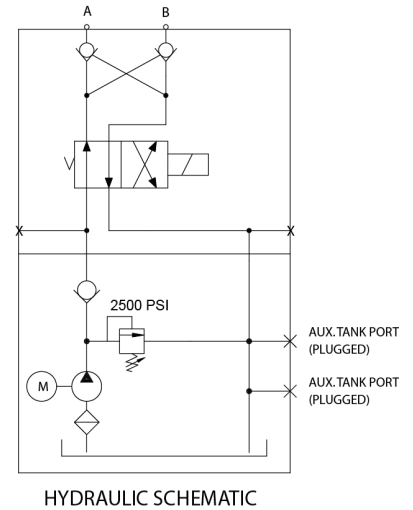 A
B
2500 PSI
AUX. TANK PORT
(PLUGGED)
M
AUX. TANK PORT
(PLUGGED)
HYDRAULIC SCHEMATIC